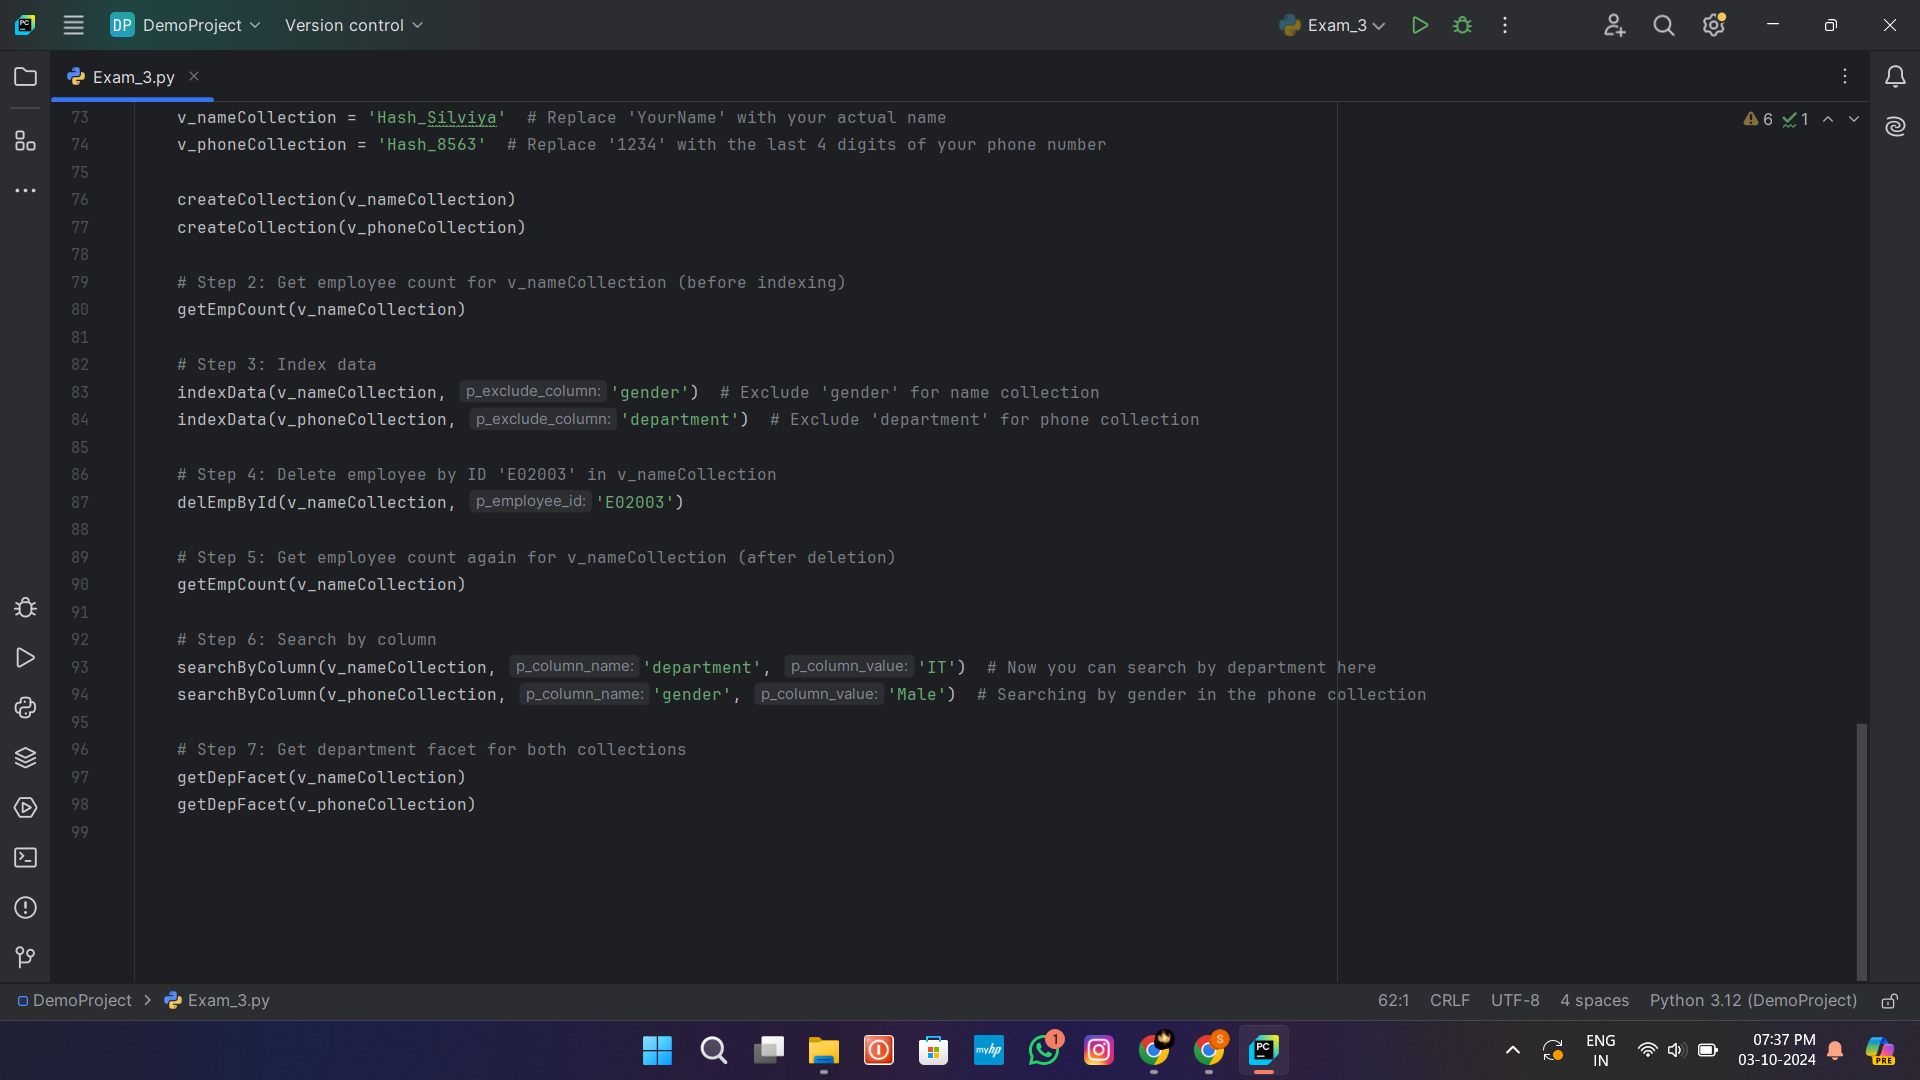 DP DemoProject Version control Exam_3
Exam_3.py
6 1
73 v_nameCollection = 'Hash_Silviya' # Replace 'YourName' with your actual name
74 v_phoneCollection = 'Hash_8563' # Replace '1234' with the last 4 digits of your phone number
75
76 createCollection(v_nameCollection)
77 createCollection(v_phoneCollection)
78
79 # Step 2: Get employee count for v_nameCollection (before indexing)
80 getEmpCount(v_nameCollection)
81
82 # Step 3: Index data
83 indexData(v_nameCollection, p_exclude_column: 'gender') # Exclude 'gender' for name collection
84 indexData(v_phoneCollection, p_exclude_column: 'department') # Exclude 'department' for phone collection
85
86 # Step 4: Delete employee by ID 'E02003' in v_nameCollection
87 delEmpById(v_nameCollection, p_employee_id: 'E02003')
88
89 # Step 5: Get employee count again for v_nameCollection (after deletion)
90 getEmpCount(v_nameCollection)
91
92 # Step 6: Search by column
93 searchByColumn(v_nameCollection, p_column_name: 'department', p_column_value: 'IT') # Now you can search by department here
94 searchByColumn(v_phoneCollection, p_column_name: 'gender', p_column_value: 'Male') # Searching by gender in the phone collection
95
96 # Step 7: Get department facet for both collections
97 getDepFacet(v_nameCollection)
98 getDepFacet(v_phoneCollection)
99
DemoProject > Exam_3.py 62:1 CRLF UTF-8 4 spaces Python 3.12 (DemoProject)
myhp 1 S PC ENG 07:37 PM
IN 03-10-2024 PRE